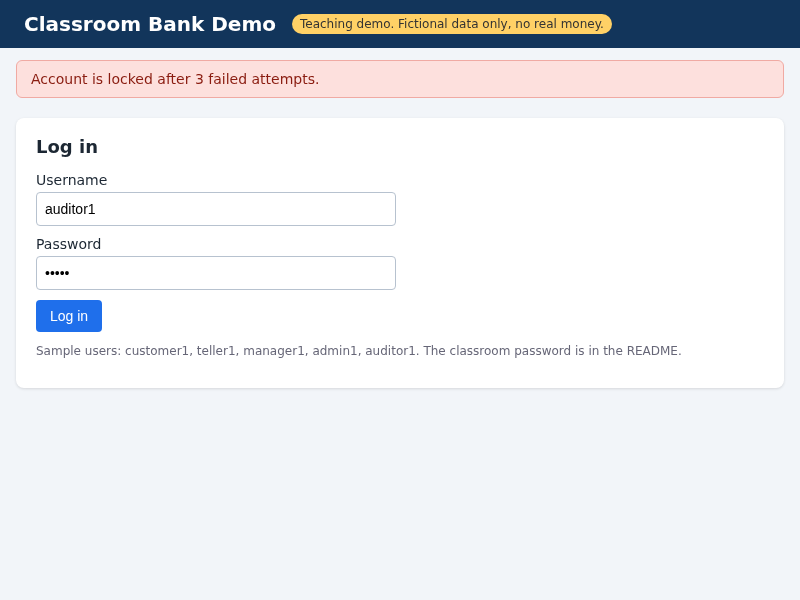 Classroom Bank Demo
Teaching demo. Fictional data only, no real money.
Account is locked after 3 failed attempts.
Log in
Username
auditor1
Password
•••••
Log in
Sample users: customer1, teller1, manager1, admin1, auditor1. The classroom password is in the README.